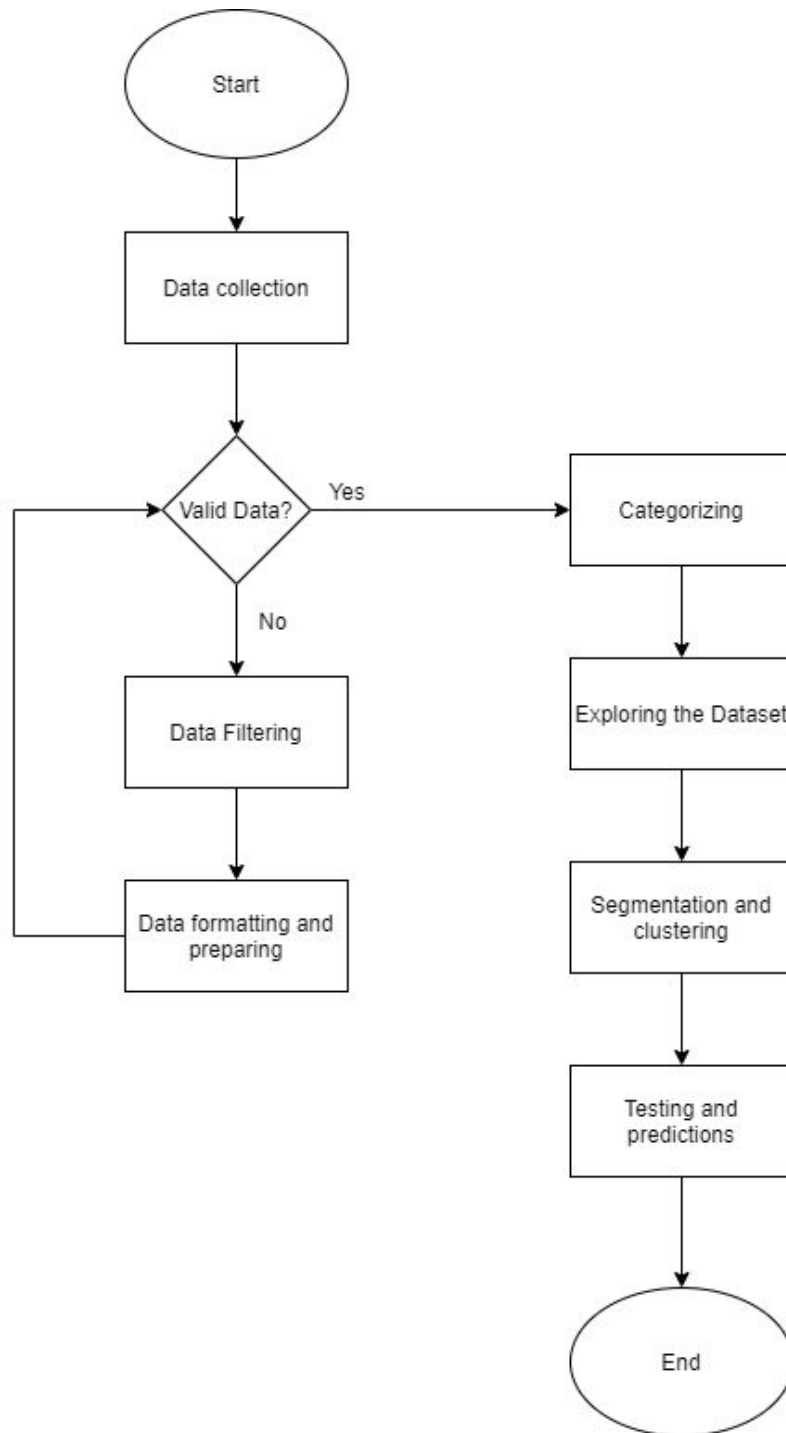 Start
Data collection
Valid Data?
Yes
Categorizing
No
Data Filtering
Exploring the Dataset
Data formatting and
preparing
Segmentation and
clustering
Testing and
predictions
End